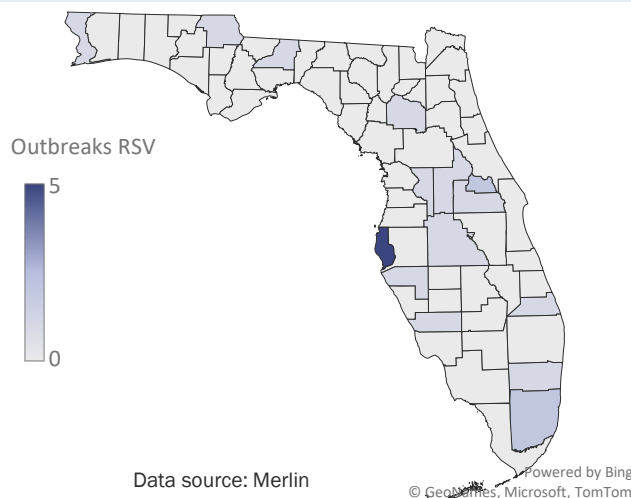 Outbreaks RSV
5
0
Data source: Merlin
Powered by Bing
© GeoNames, Microsoft, TomTom